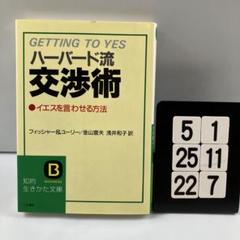 GETTING TO YES
ハーバード流
交渉術
●イエスを言わせる方法
フィッシャー&ユーリー/金山宣夫 浅井和子 訳
B
知的
生きかた文庫
5 1
25 11
22 7